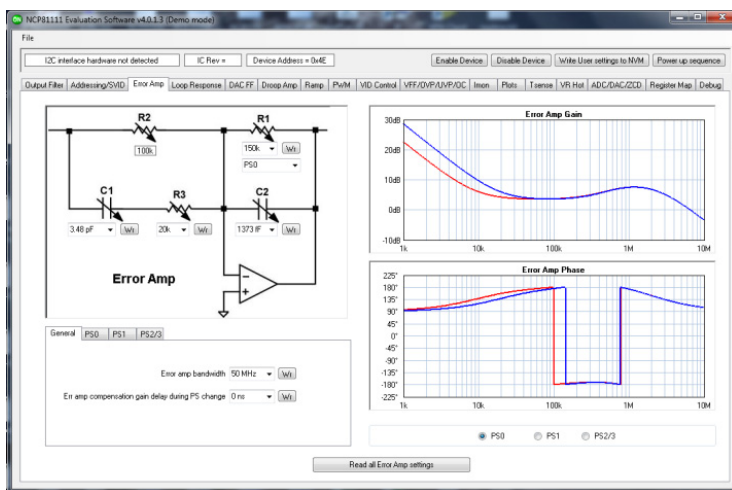 NCP81111 Evaluation Software v4.0.1.3 (Demo mode)
File
I2C interface hardware not detected IC Rev = Device Address = 0x4E Enable Device Disable Device Write User settings to NVM Power up sequence
Output Filter Addressing/SVID Error Amp Loop Response DAC FF Droop Amp Ramp PWM VID Control VFF/OVP/UVP/OC Imon Plots Tsense VR Hot ADC/DAC/ZCD Register Map Debug
R2 R1
100k 150k Wr
PS0
C1 R3 C2
3.48 pF Wr 20k Wr 1373 fF Wr
Error Amp
General PS0 PS1 PS2/3
Error amp bandwidth 50 MHz Wr
Err amp compensation gain delay during PS change 0 ns Wr
Error Amp Gain
30dB
20dB
10dB
0dB
-10dB
1k 10k 100k 1M 10M
Error Amp Phase
225°
180°
135°
90°
45°
0°
-45°
-90°
-135°
-180°
-225°
1k 10k 100k 1M 10M
PS0 PS1 PS2/3
Read all Error Amp settings